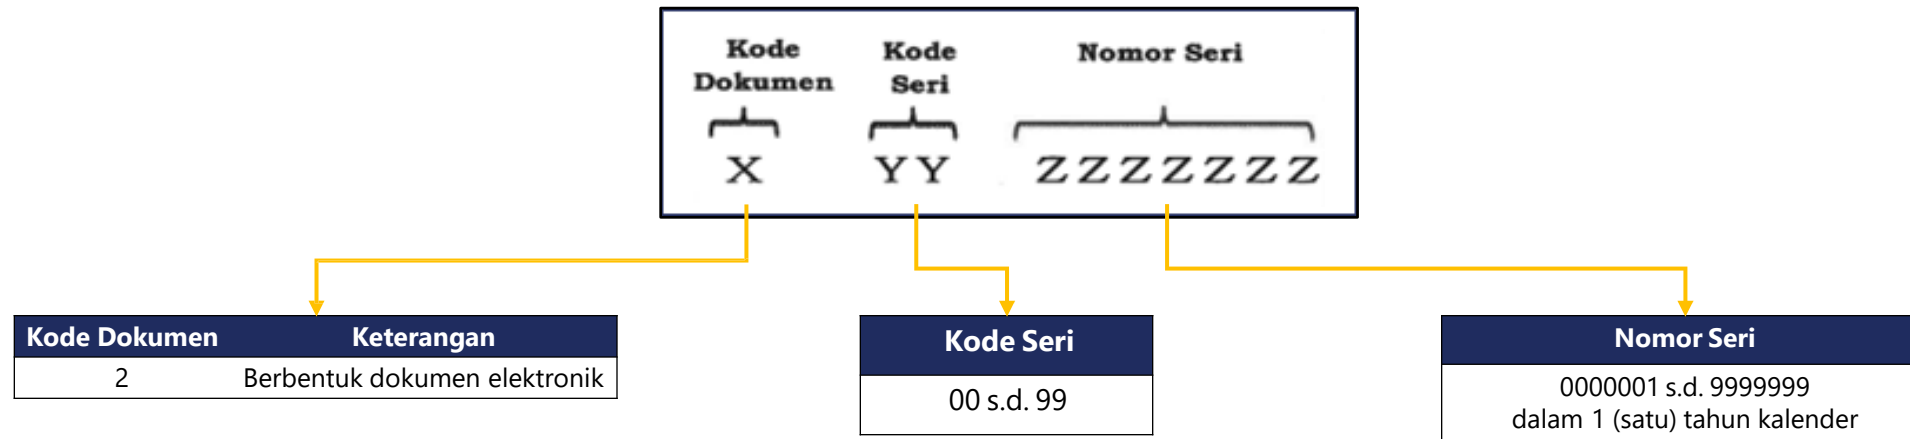 Kode Dokumen
Kode Seri
Nomor Seri
X YY ZZZZZZZ
Kode Dokumen Keterangan
2 Berbentuk dokumen elektronik
Kode Seri
00 s.d. 99
Nomor Seri
0000001 s.d. 9999999
dalam 1 (satu) tahun kalender